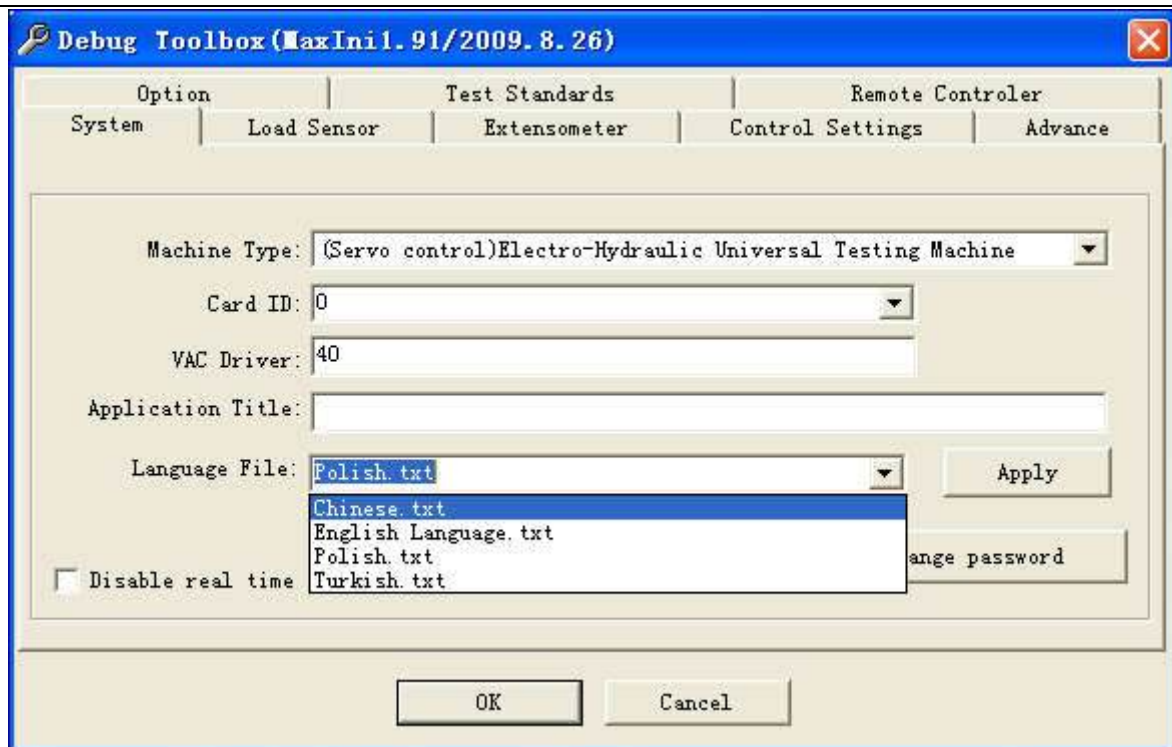 Debug Toolbox(MaxIni1.91/2009.8.26)
Option Test Standards Remote Controler
System Load Sensor Extensometer Control Settings Advance
Machine Type: (Servo control)Electro-Hydraulic Universal Testing Machine
Card ID: 0
VAC Driver: 40
Application Title:
Language File: Polish.txt Apply
Chinese.txt
English Language.txt
Polish.txt ange password
Disable real time Turkish.txt
OK Cancel